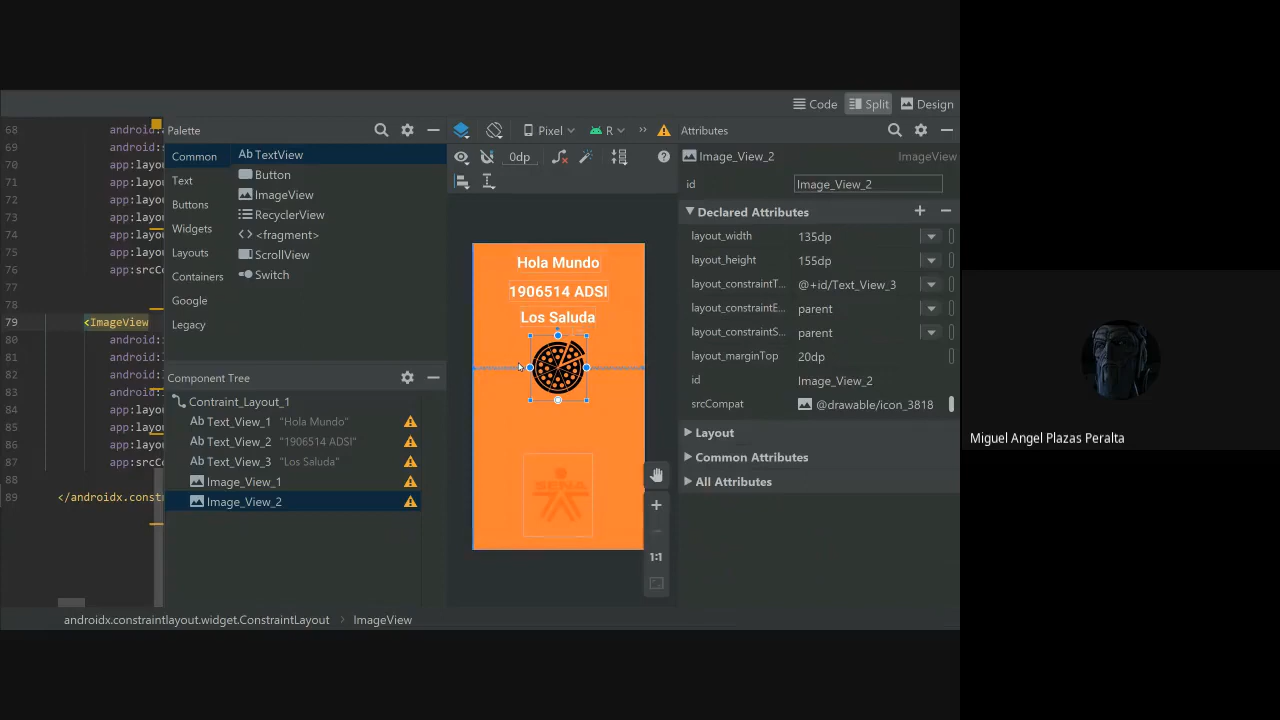 Code
Split
Design
Palette
Common
Text
Buttons
Widgets
Layouts
Containers
Google
Legacy
Ab TextView
Button
ImageView
RecyclerView
<fragment>
ScrollView
Switch
Pixel
R
0dp
Attributes
Image_View_2
ImageView
id
Image_View_2
Declared Attributes
layout_width 135dp
layout_height 155dp
layout_constraintT... @+id/Text_View_3
layout_constraintE... parent
layout_constraintS... parent
layout_marginTop 20dp
id Image_View_2
srcCompat @drawable/icon_3818
Layout
Common Attributes
All Attributes
68 android:
69 android:s
70 app:layou
71 app:layou
72 app:layou
73 app:layou
74 app:layou
75 app:layou
76 app:srcCo
77
78
79 <ImageView
80 android:i
81 android:l
82 android:l
83 android:
84 app:layou
85 app:layou
86 app:layou
87 app:srcCo
88
89 </androidx.constr
Component Tree
Contraint_Layout_1
Ab Text_View_1 "Hola Mundo"
Ab Text_View_2 "1906514 ADSI"
Ab Text_View_3 "Los Saluda"
Image_View_1
Image_View_2
Hola Mundo
1906514 ADSI
Los Saluda
SENA
1:1
androidx.constraintlayout.widget.ConstraintLayout
ImageView
Miguel Angel Plazas Peralta